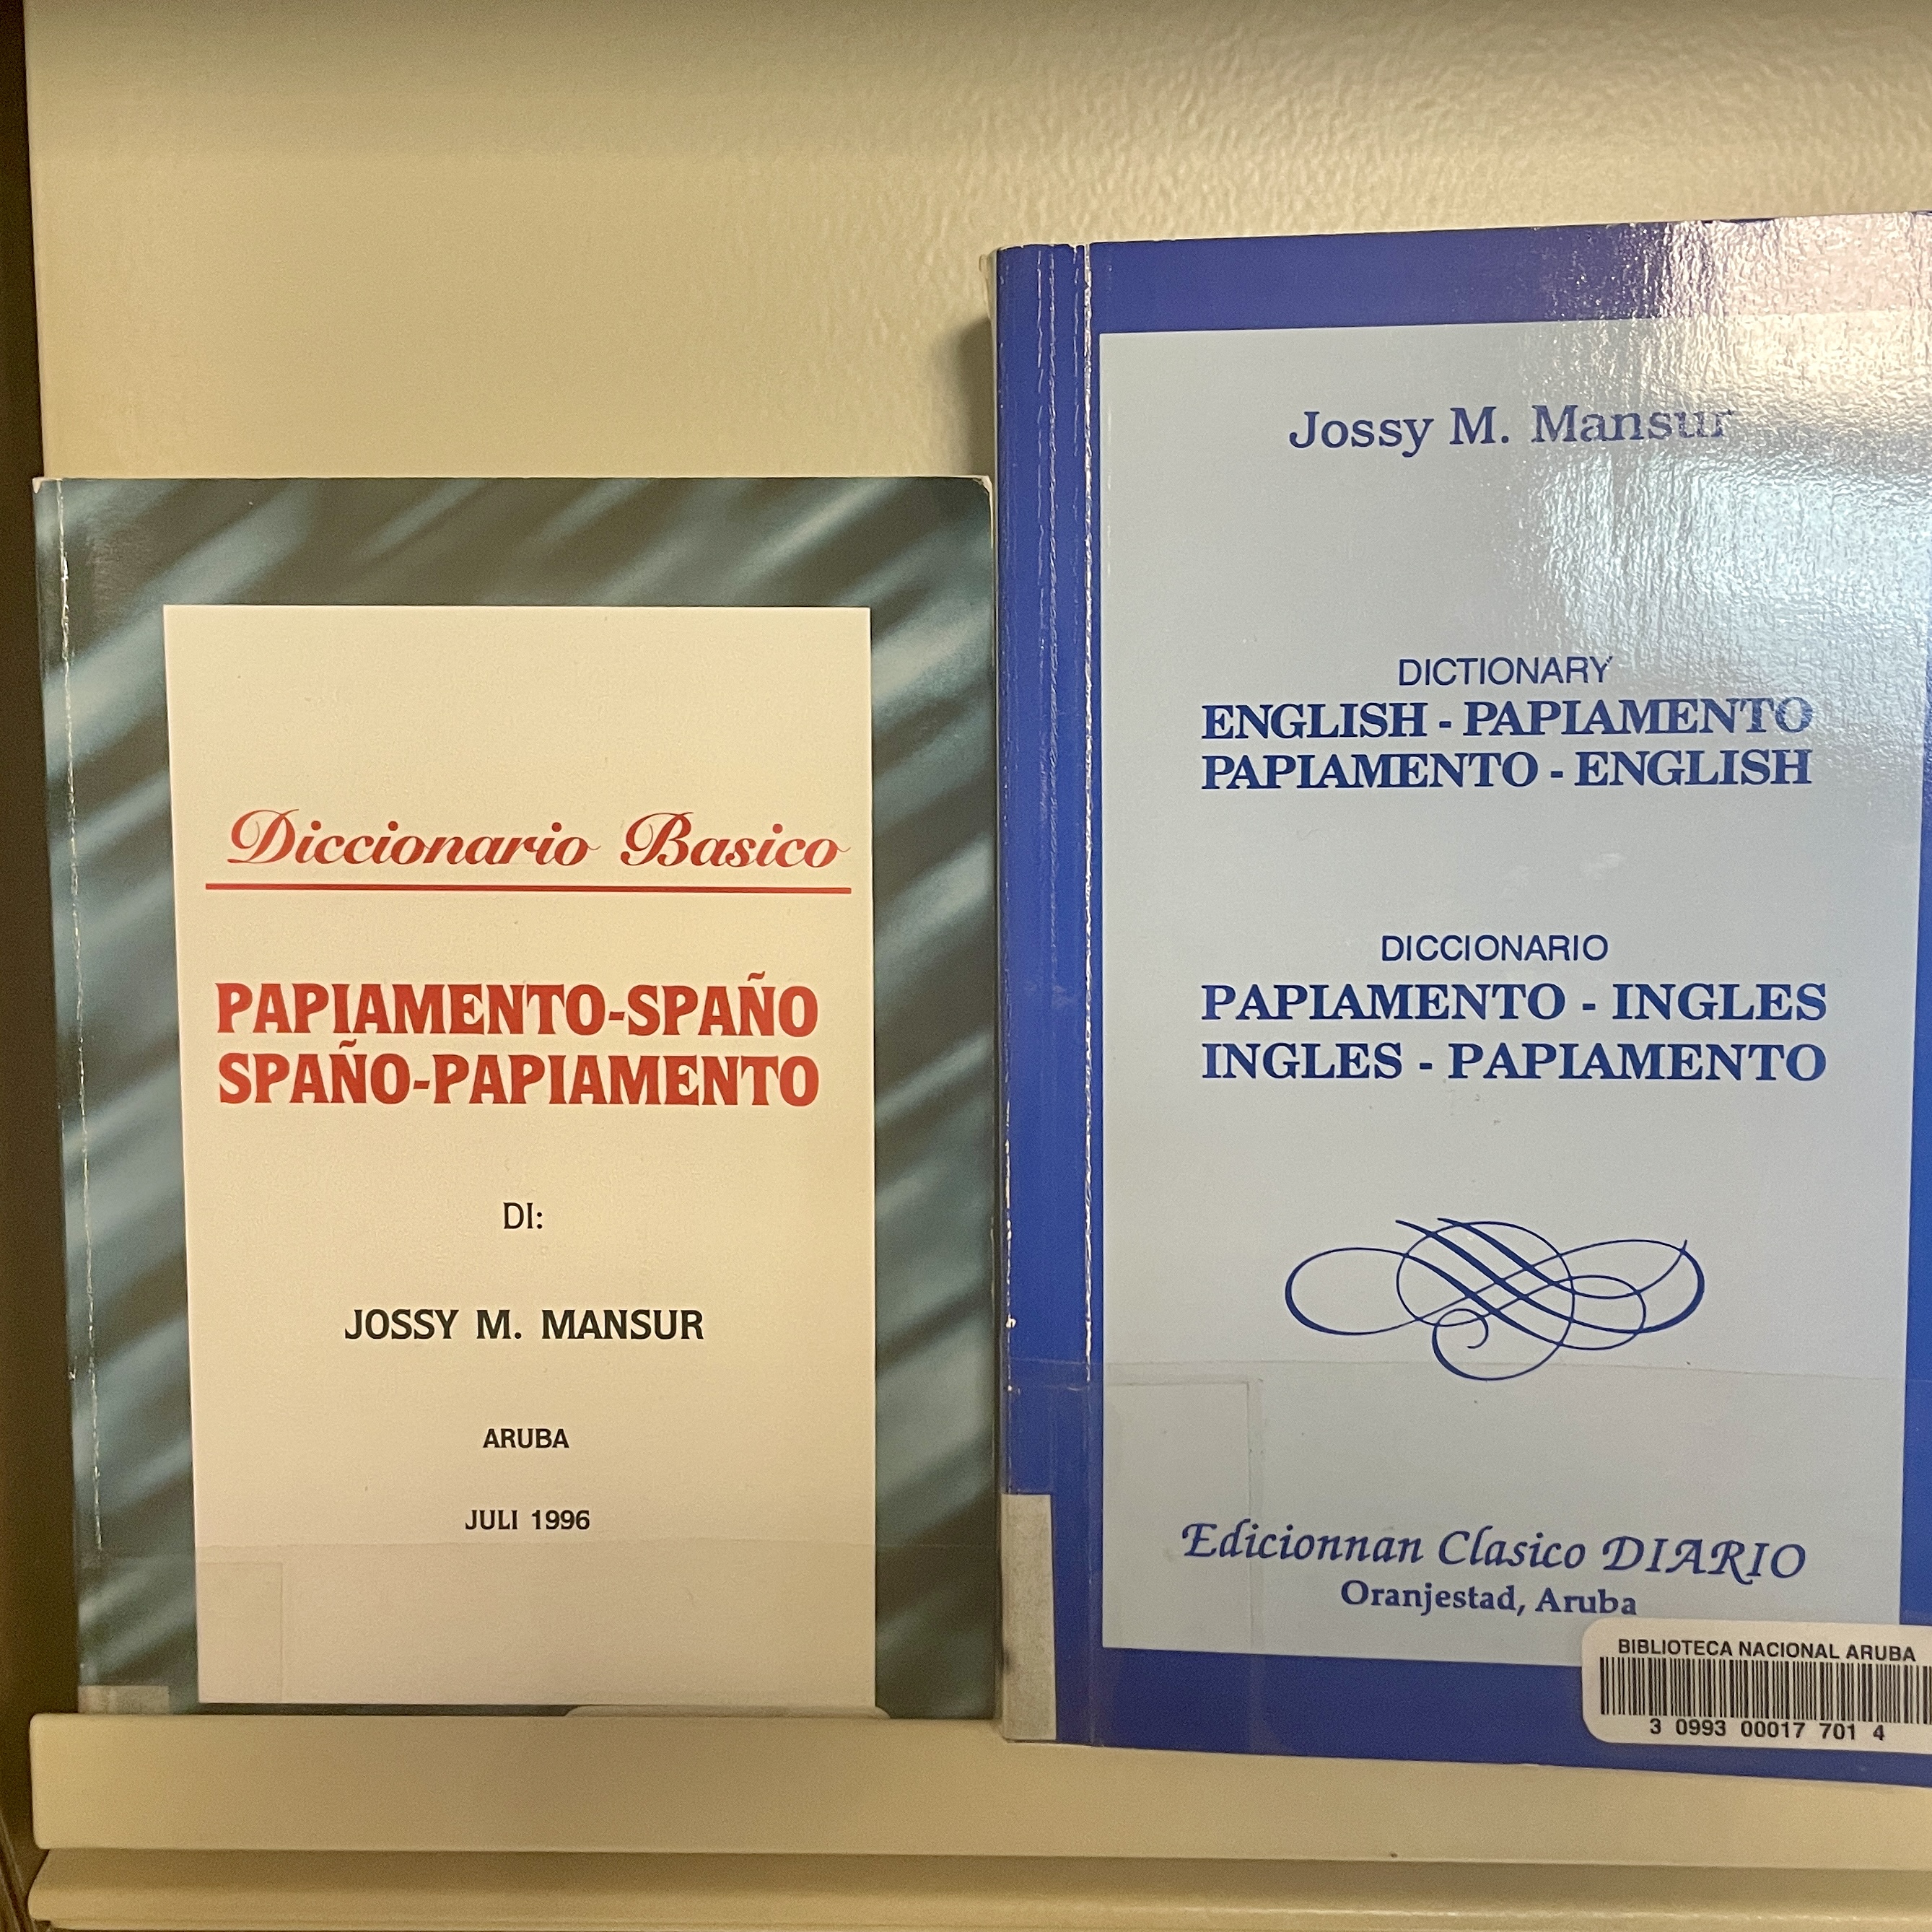 Diccionario Basico
PAPIAMENTO-SPAÑO
SPAÑO-PAPIAMENTO
DI:
JOSSY M. MANSUR
ARUBA
JULI 1996
Jossy M. Mansur
DICTIONARY
ENGLISH - PAPIAMENTO
PAPIAMENTO - ENGLISH
DICCIONARIO
PAPIAMENTO - INGLES
INGLES - PAPIAMENTO
Edicionnan Clasico DIARIO
Oranjestad, Aruba
BIBLIOTECA NACIONAL ARUBA
3 0993 00017 701 4